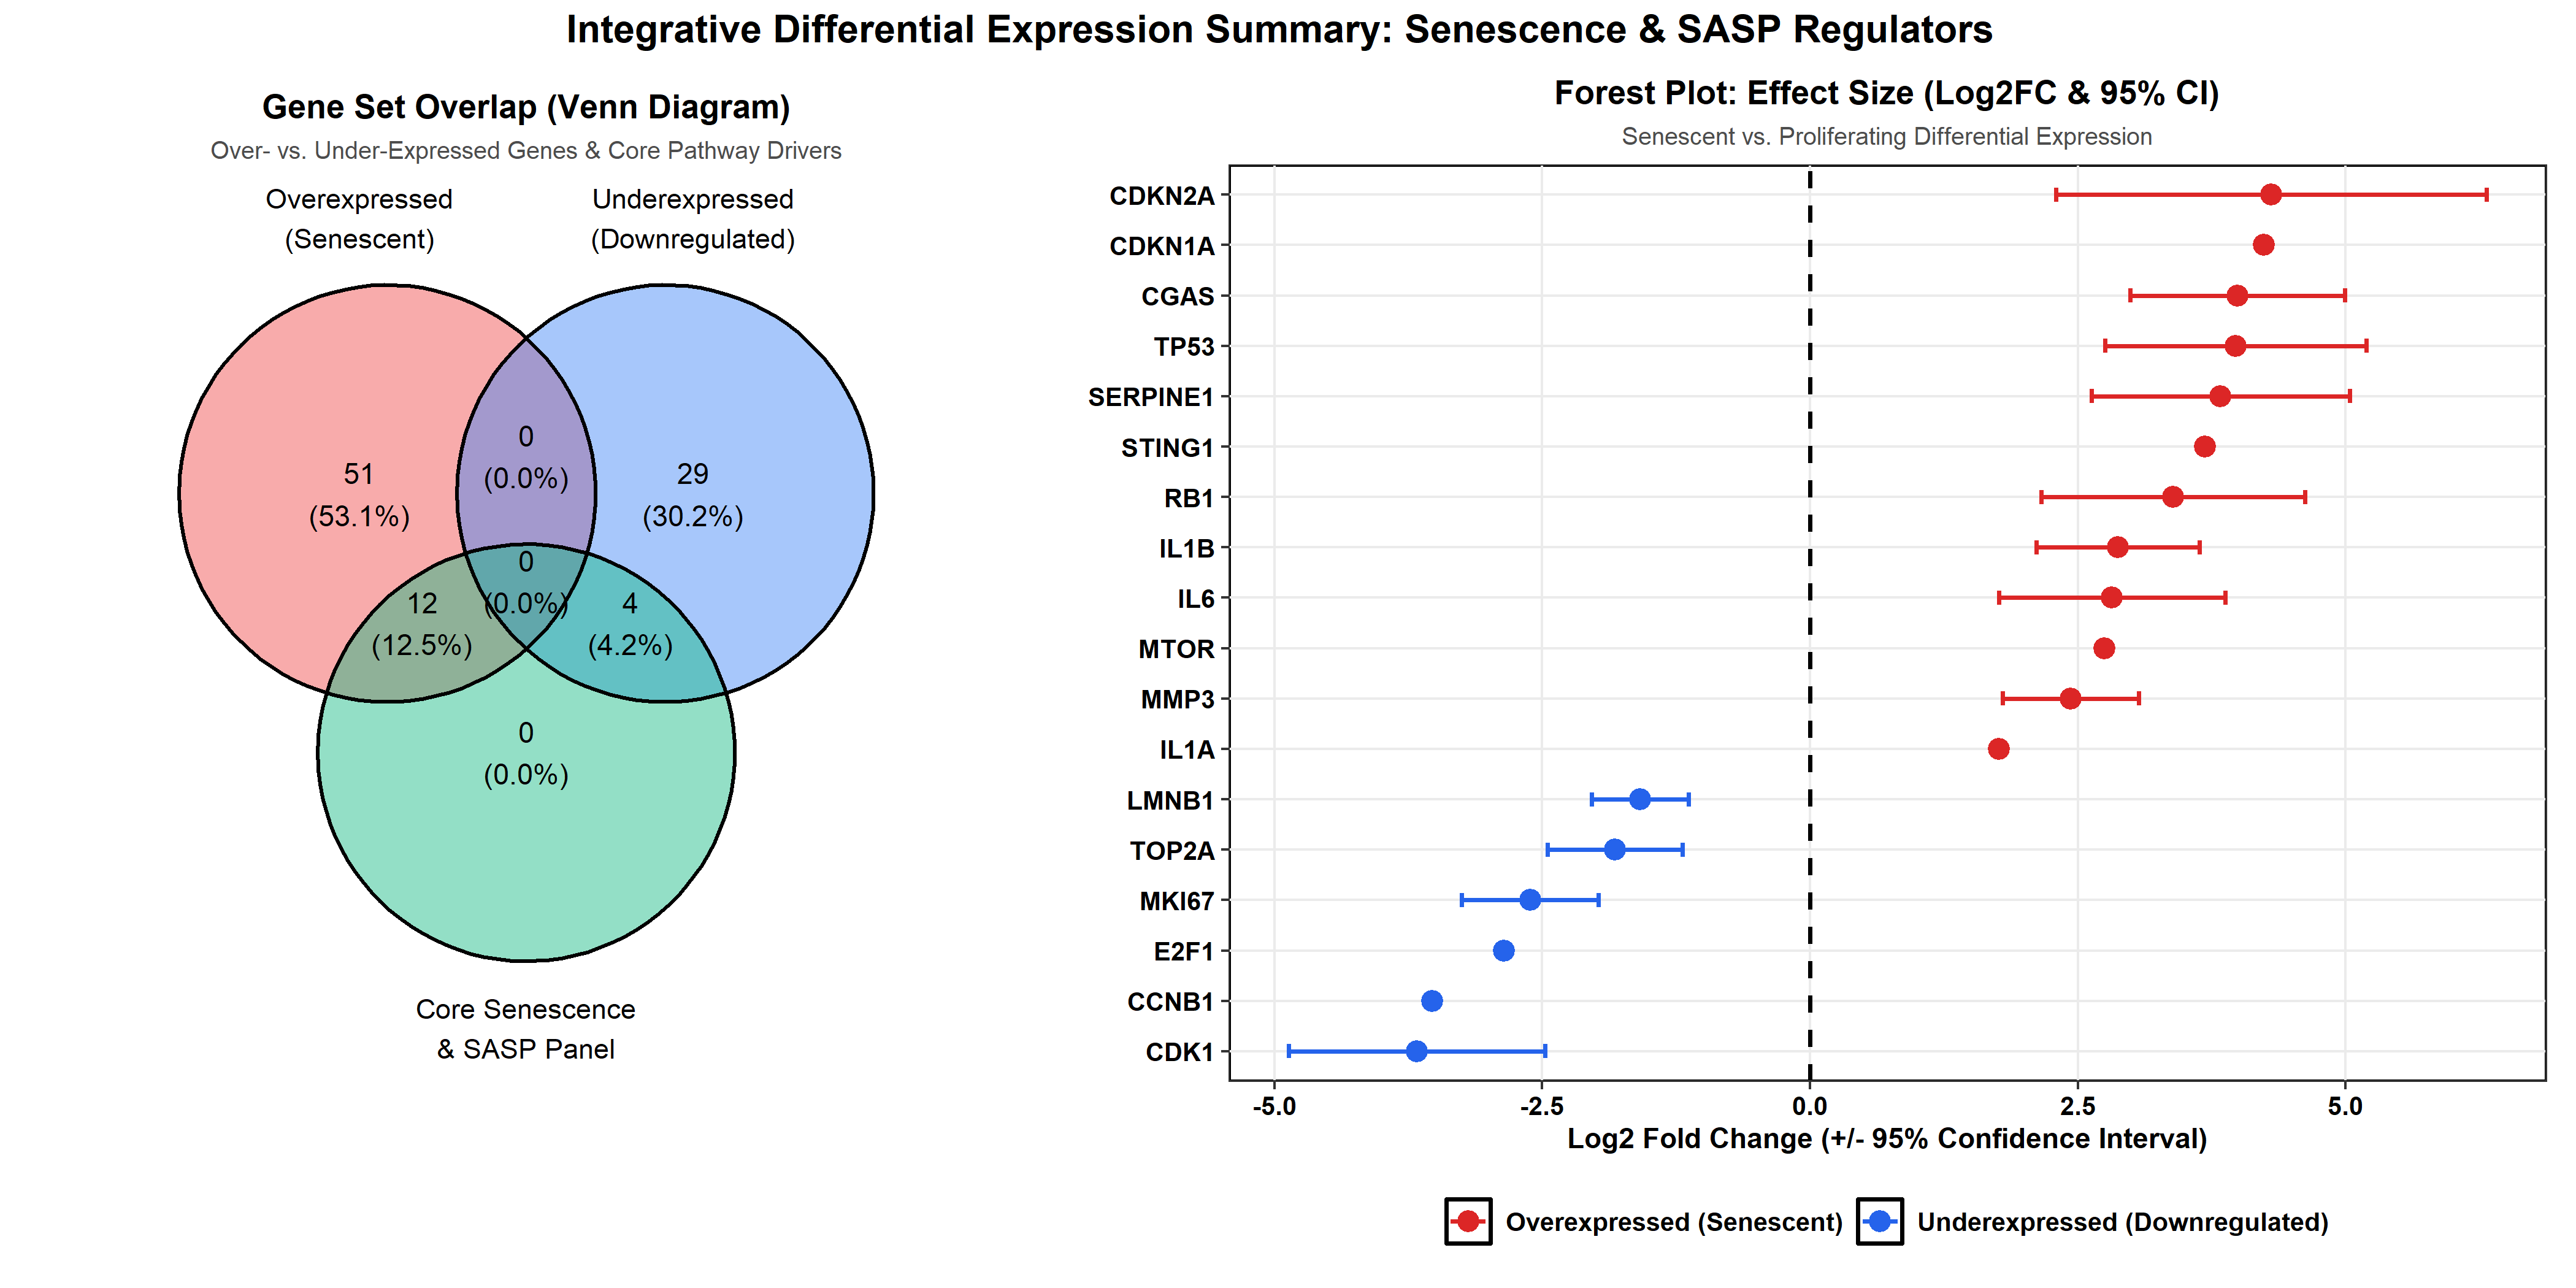 Integrative Differential Expression Summary: Senescence & SASP Regulators
Gene Set Overlap (Venn Diagram)
Over- vs. Under-Expressed Genes & Core Pathway Drivers
Overexpressed
(Senescent)
Underexpressed
(Downregulated)
51
(53.1%)
0
(0.0%)
29
(30.2%)
0
(0.0%)
12
(12.5%)
4
(4.2%)
0
(0.0%)
Core Senescence
& SASP Panel
Forest Plot: Effect Size (Log2FC & 95% CI)
Senescent vs. Proliferating Differential Expression
CDKN2A
CDKN1A
CGAS
TP53
SERPINE1
STING1
RB1
IL1B
IL6
MTOR
MMP3
IL1A
LMNB1
TOP2A
MKI67
E2F1
CCNB1
CDK1
-5.0 -2.5 0.0 2.5 5.0
Log2 Fold Change (+/- 95% Confidence Interval)
Overexpressed (Senescent) Underexpressed (Downregulated)